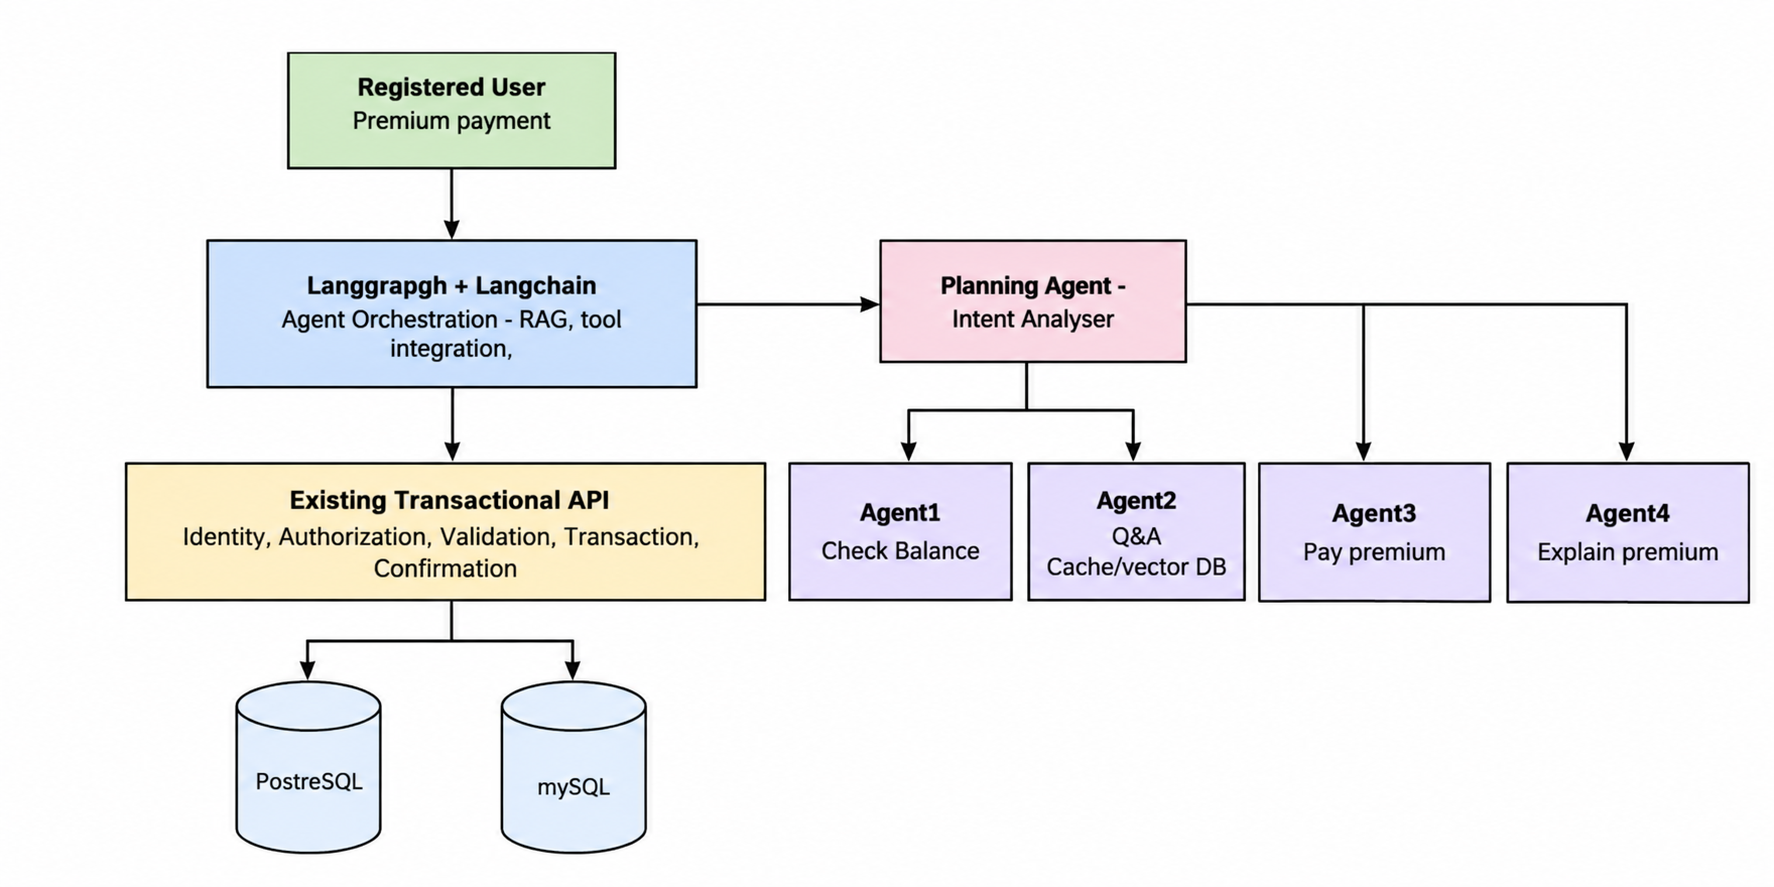 Registered User
Premium payment
Langgrapgh + Langchain
Agent Orchestration - RAG, tool
integration,
Planning Agent -
Intent Analyser
Existing Transactional API
Identity, Authorization, Validation, Transaction,
Confirmation
Agent1
Check Balance
Agent2
Q&A
Cache/vector DB
Agent3
Pay premium
Agent4
Explain premium
PostreSQL
mySQL